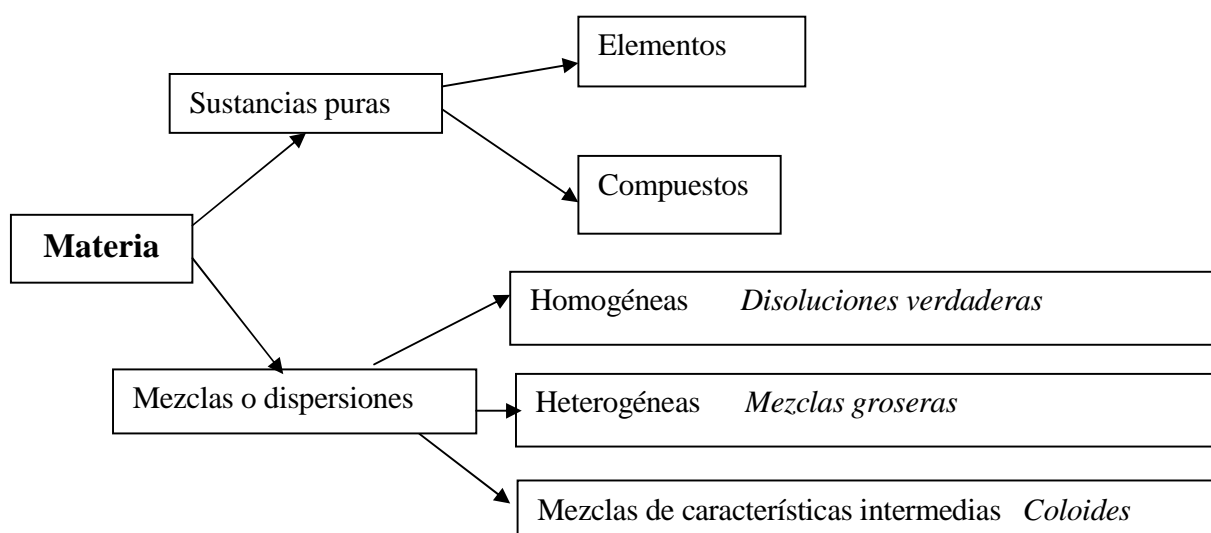 Elementos
Sustancias puras
Compuestos
Materia
Homogéneas Disoluciones verdaderas
Mezclas o dispersiones
Heterogéneas Mezclas groseras
Mezclas de características intermedias Coloides